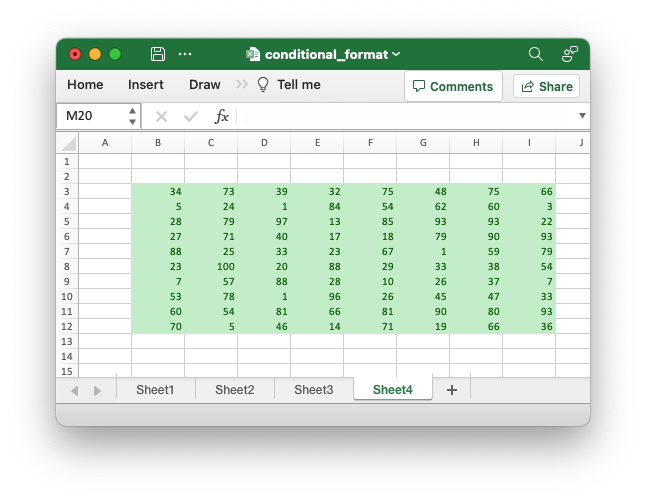 conditional_format
Home Insert Draw Tell me Comments Share
M20 fx
A B C D E F G H I J
1
2
3 34 73 39 32 75 48 75 66
4 5 24 1 84 54 62 60 3
5 28 79 97 13 85 93 93 22
6 27 71 40 17 18 79 90 93
7 88 25 33 23 67 1 59 79
8 23 100 20 88 29 33 38 54
9 7 57 88 28 10 26 37 7
10 53 78 1 96 26 45 47 33
11 60 54 81 66 81 90 80 93
12 70 5 46 14 71 19 66 36
13
14
15
Sheet1 Sheet2 Sheet3 Sheet4 +